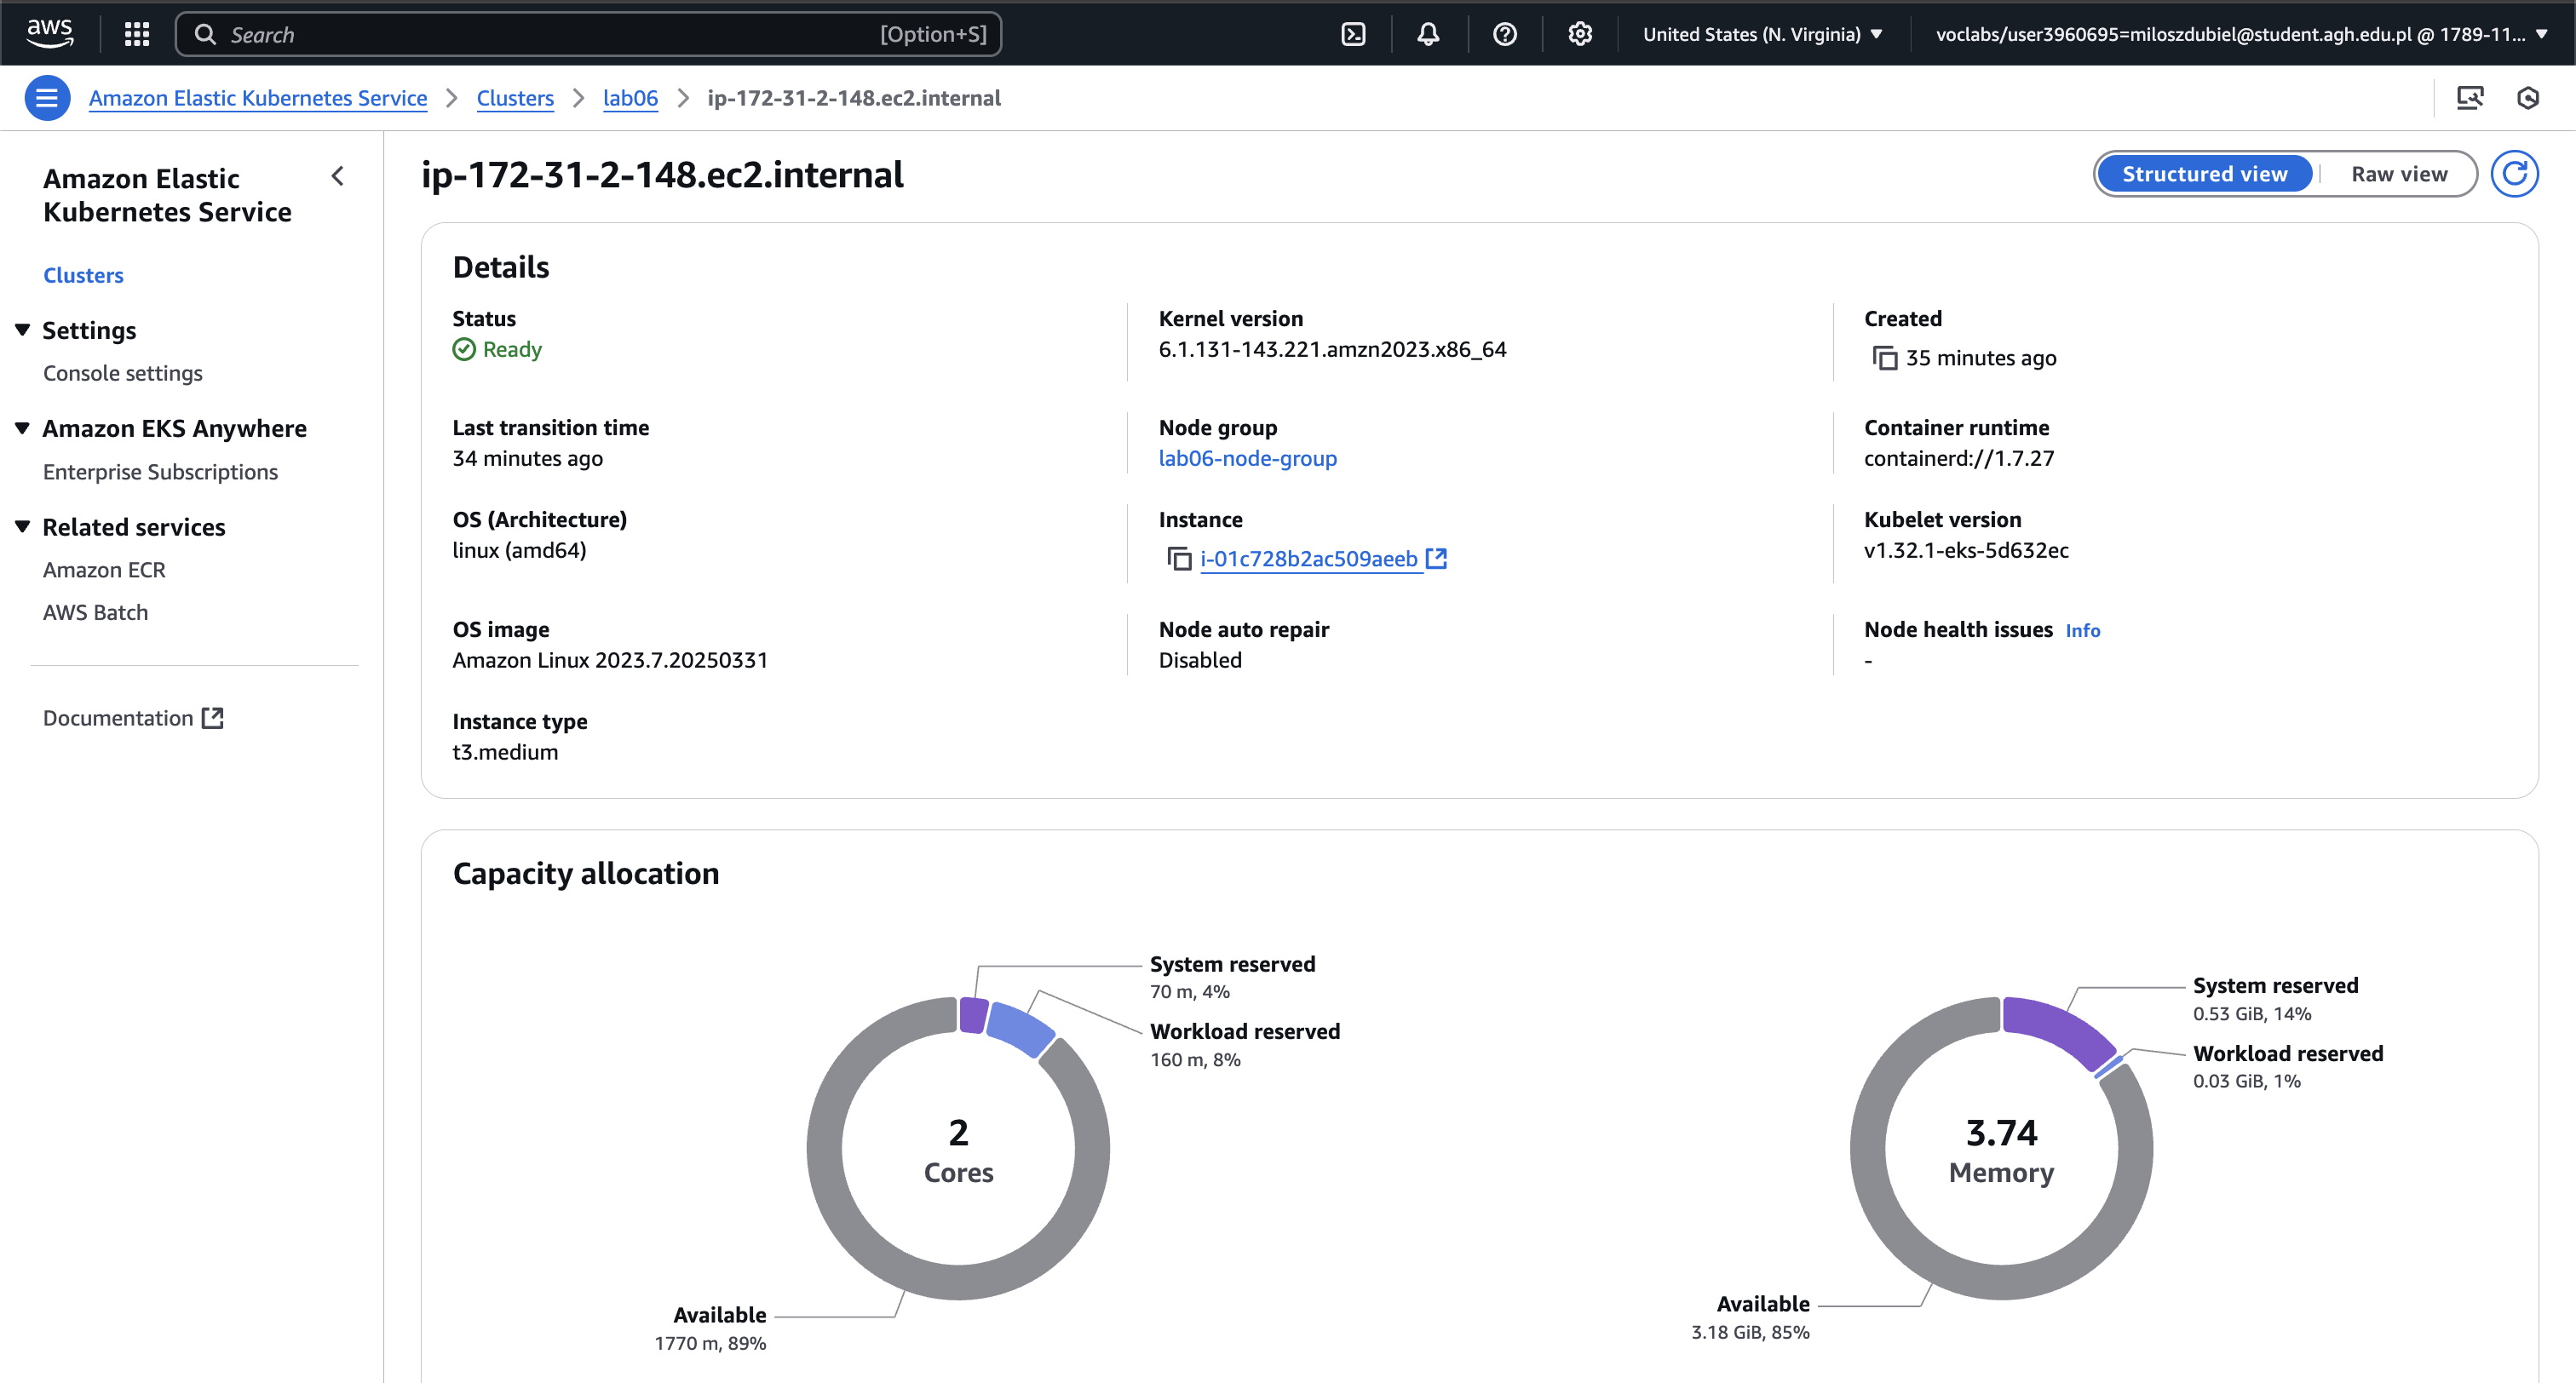 aws
Search
[Option+S]
United States (N. Virginia)
voclabs/user3960695=miloszdubiel@student.agh.edu.pl @ 1789-11...
Amazon Elastic Kubernetes Service
Clusters
lab06
ip-172-31-2-148.ec2.internal
Amazon Elastic
Kubernetes Service
Clusters
Settings
Console settings
Amazon EKS Anywhere
Enterprise Subscriptions
Related services
Amazon ECR
AWS Batch
Documentation
ip-172-31-2-148.ec2.internal
Structured view
Raw view
Details
Status
Ready
Kernel version
6.1.131-143.221.amzn2023.x86_64
Created
35 minutes ago
Last transition time
34 minutes ago
Node group
lab06-node-group
Container runtime
containerd://1.7.27
OS (Architecture)
linux (amd64)
Instance
i-01c728b2ac509aeeb
Kubelet version
v1.32.1-eks-5d632ec
OS image
Amazon Linux 2023.7.20250331
Node auto repair
Disabled
Node health issues Info
-
Instance type
t3.medium
Capacity allocation
System reserved
70 m, 4%
Workload reserved
160 m, 8%
2
Cores
Available
1770 m, 89%
System reserved
0.53 GiB, 14%
Workload reserved
0.03 GiB, 1%
3.74
Memory
Available
3.18 GiB, 85%